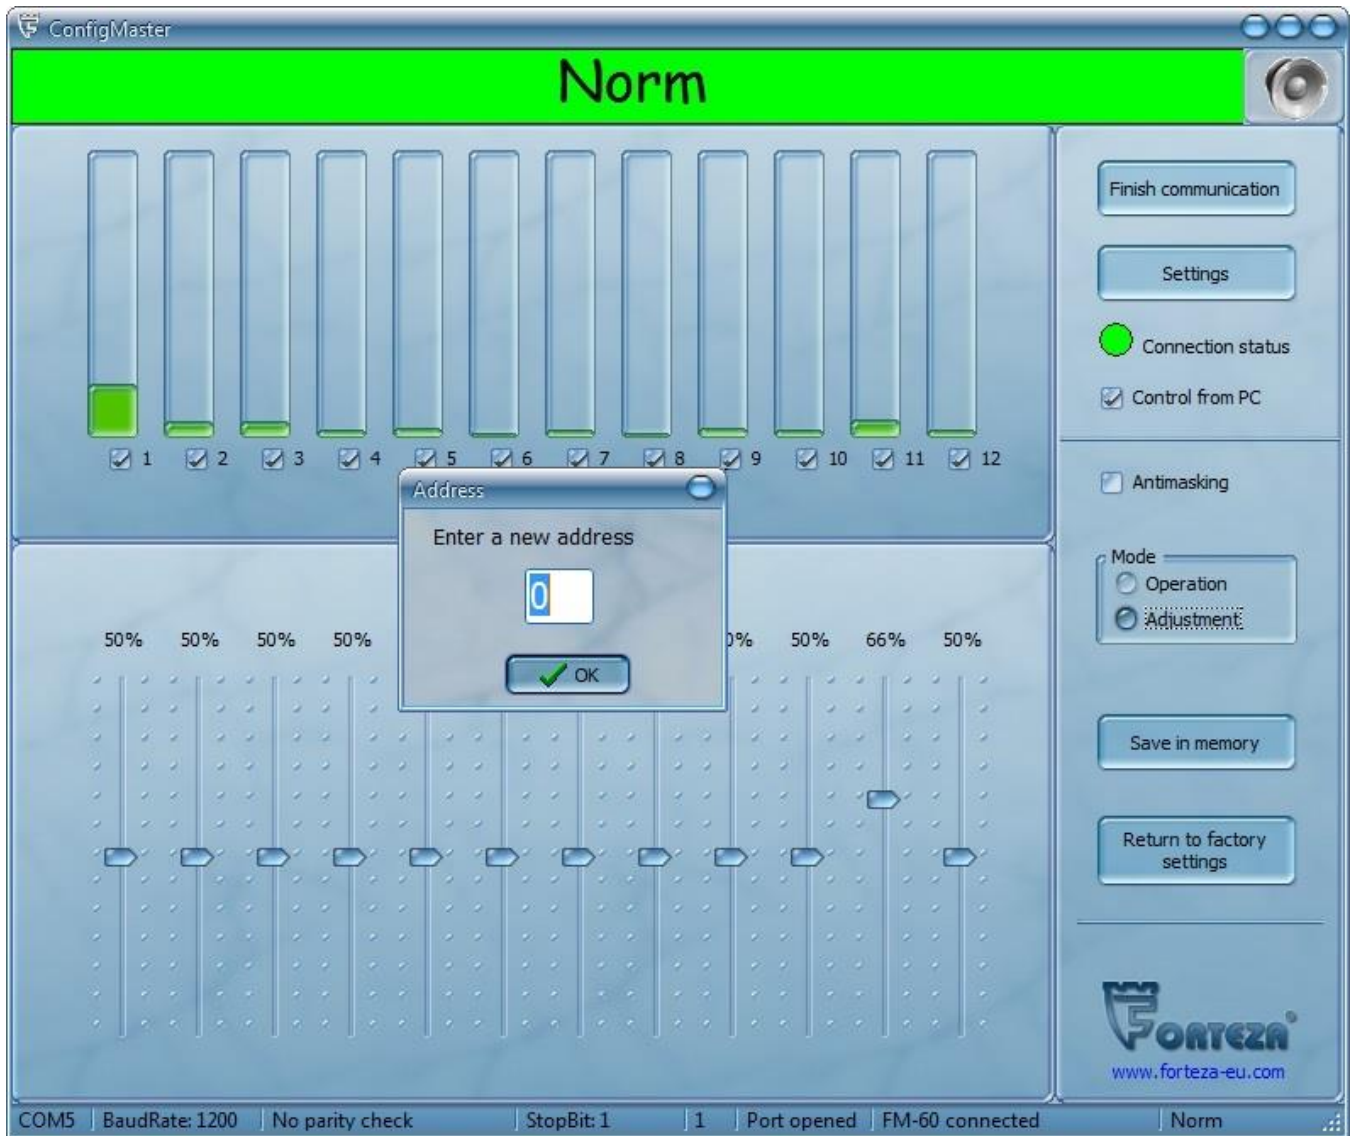 ConfigMaster
Norm
1 2 3 4 5 6 7 8 9 10 11 12
Address
Enter a new address
0
OK
50% 50% 50% 50% 50% 66% 50%
Finish communication
Settings
Connection status
Control from PC
Antimasking
Mode
Operation
Adjustment
Save in memory
Return to factory
settings
FORTEZA®
www.forteza-eu.com
COM5 BaudRate: 1200 No parity check StopBit: 1 1 Port opened FM-60 connected Norm